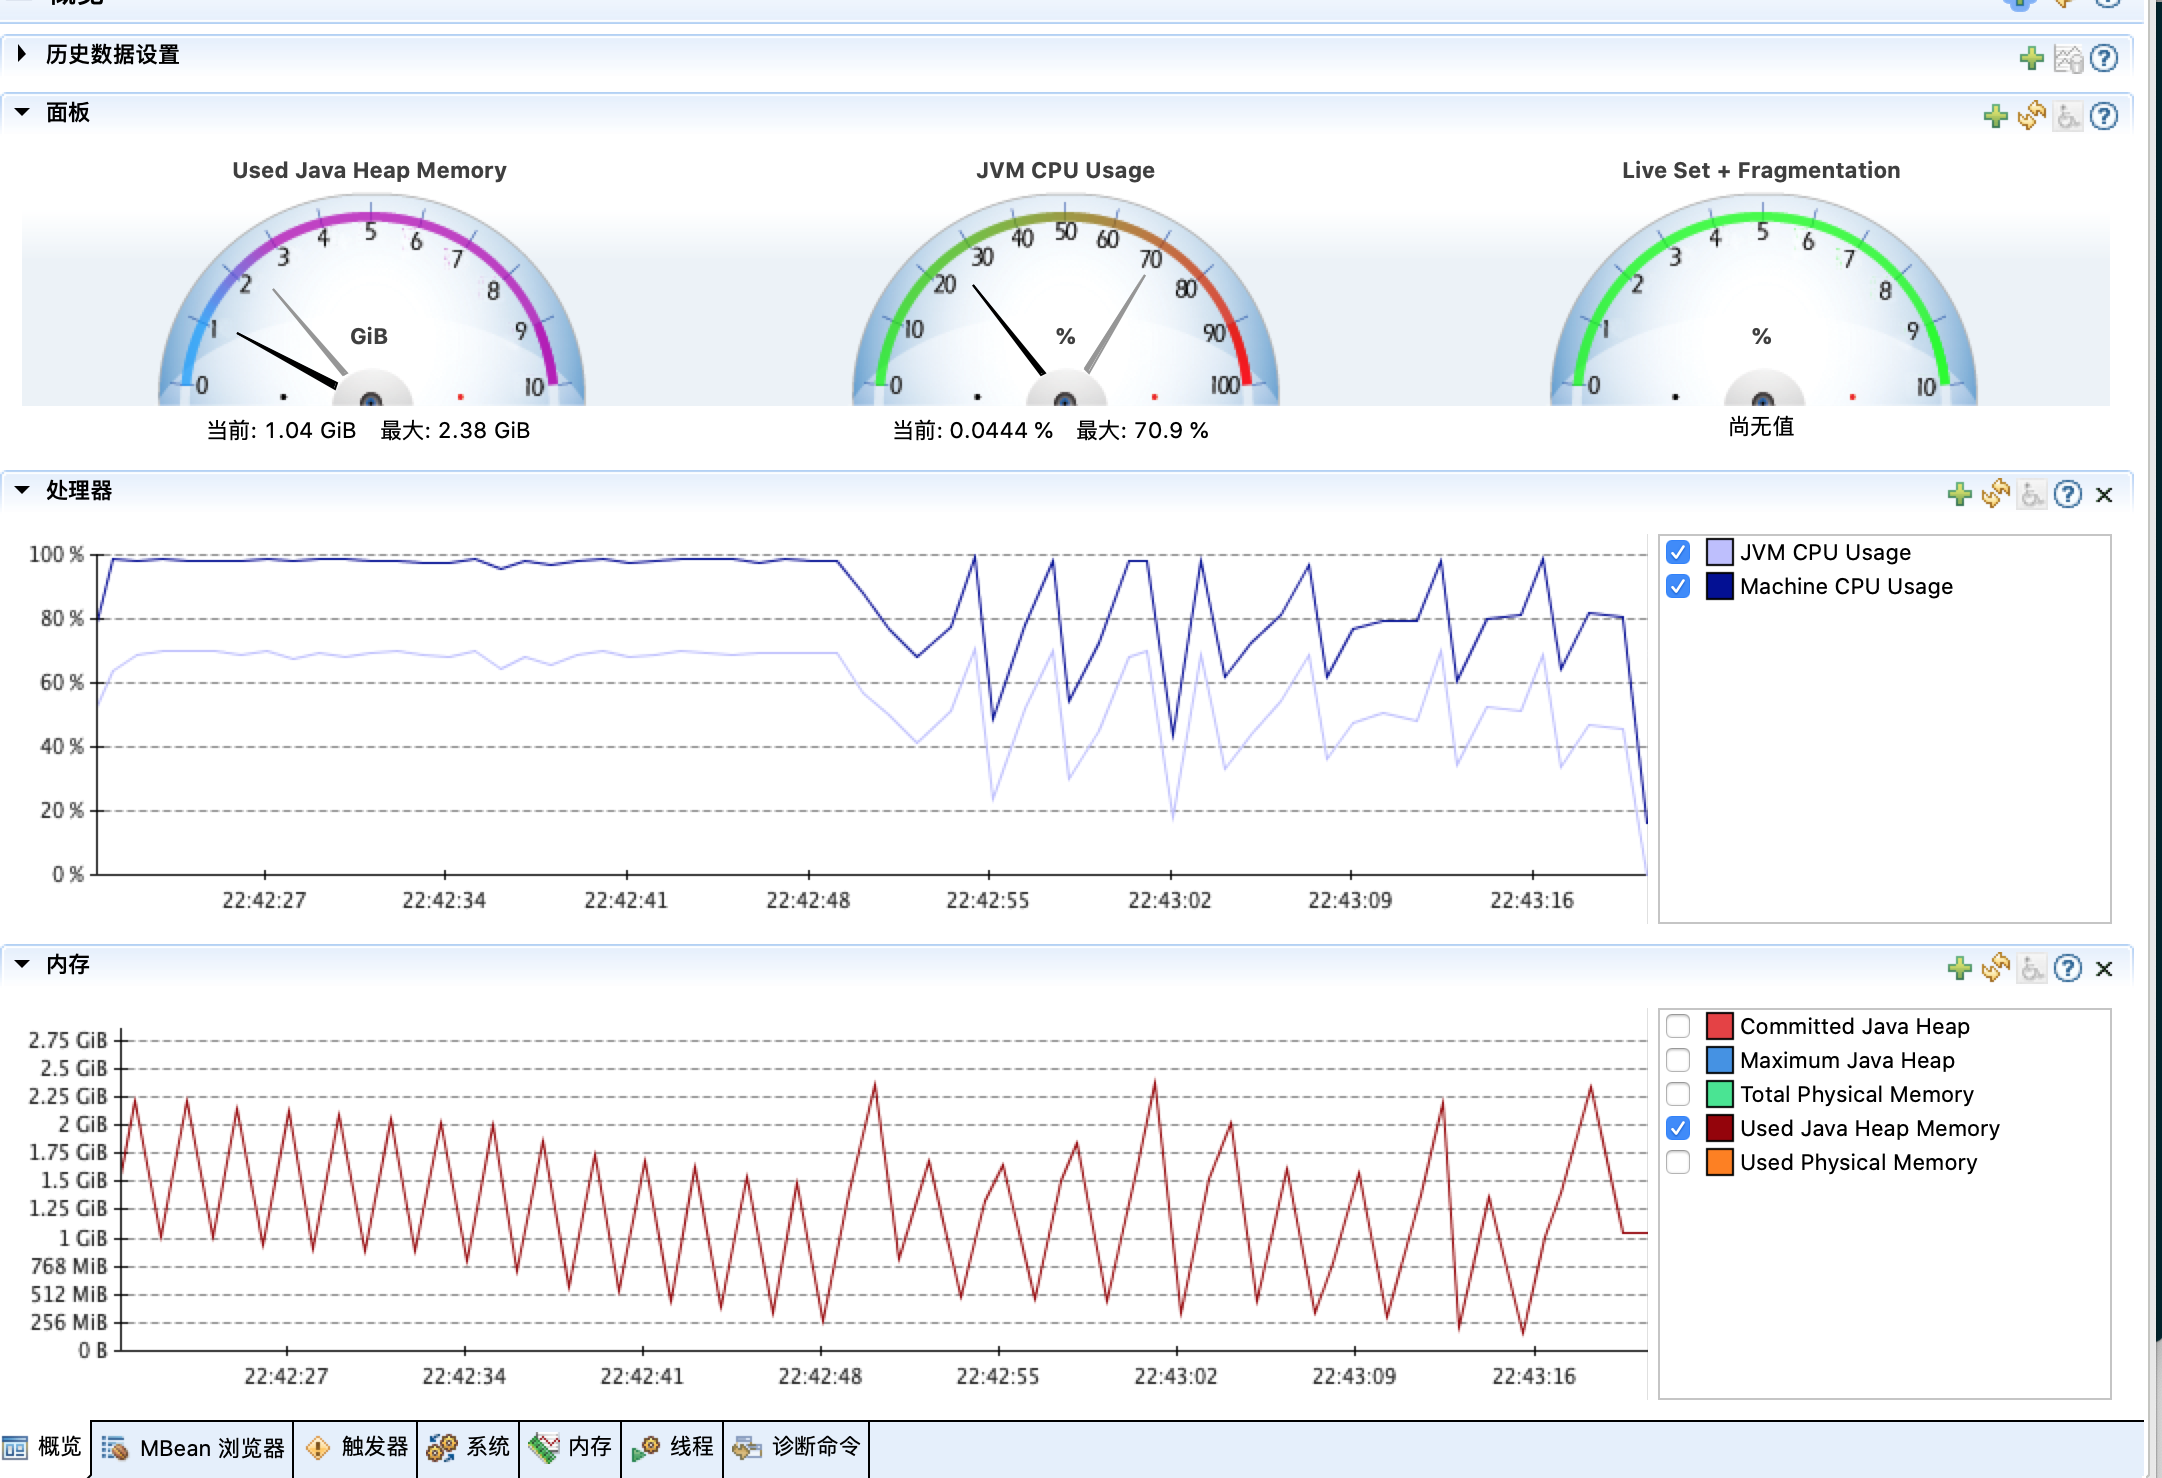 历史数据设置
面板
Used Java Heap Memory
0 1 2 3 4 5 6 7 8 9 10
GiB
当前: 1.04 GiB 最大: 2.38 GiB
JVM CPU Usage
0 10 20 30 40 50 60 70 80 90 100
%
当前: 0.0444 % 最大: 70.9 %
Live Set + Fragmentation
0 1 2 3 4 5 6 7 8 9 10
%
尚无值
处理器
100 %
80 %
60 %
40 %
20 %
0 %
22:42:27 22:42:34 22:42:41 22:42:48 22:42:55 22:43:02 22:43:09 22:43:16
JVM CPU Usage
Machine CPU Usage
内存
2.75 GiB
2.5 GiB
2.25 GiB
2 GiB
1.75 GiB
1.5 GiB
1.25 GiB
1 GiB
768 MiB
512 MiB
256 MiB
0 B
22:42:27 22:42:34 22:42:41 22:42:48 22:42:55 22:43:02 22:43:09 22:43:16
Committed Java Heap
Maximum Java Heap
Total Physical Memory
Used Java Heap Memory
Used Physical Memory
概览 MBean 浏览器 触发器 系统 内存 线程 诊断命令